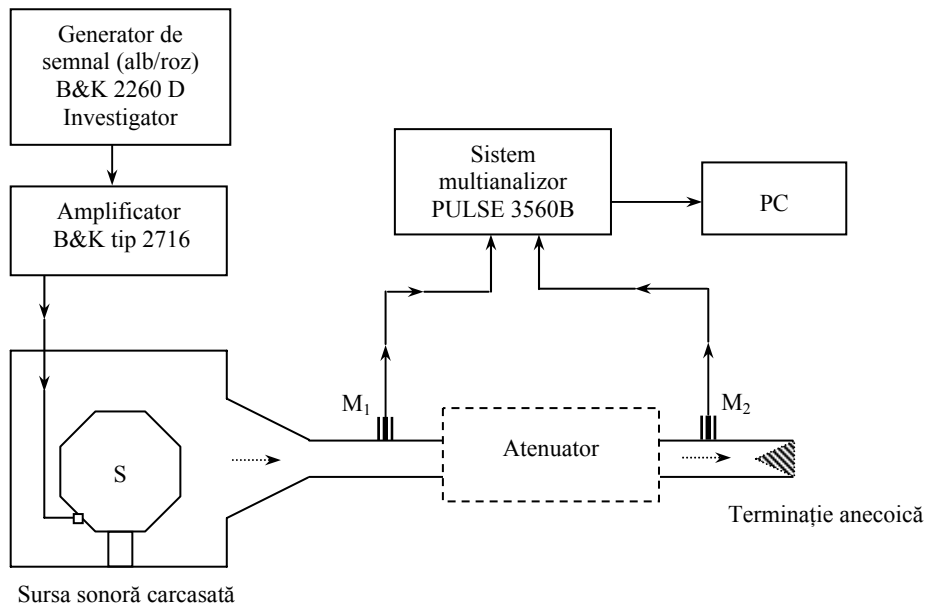 Generator de
semnal (alb/roz)
B&K 2260 D
Investigator
Sistem
multianalizor
PULSE 3560B
PC
Amplificator
B&K tip 2716
M₁
M₂
Atenuator
S
Terminație anecoică
Sursa sonoră carcasată